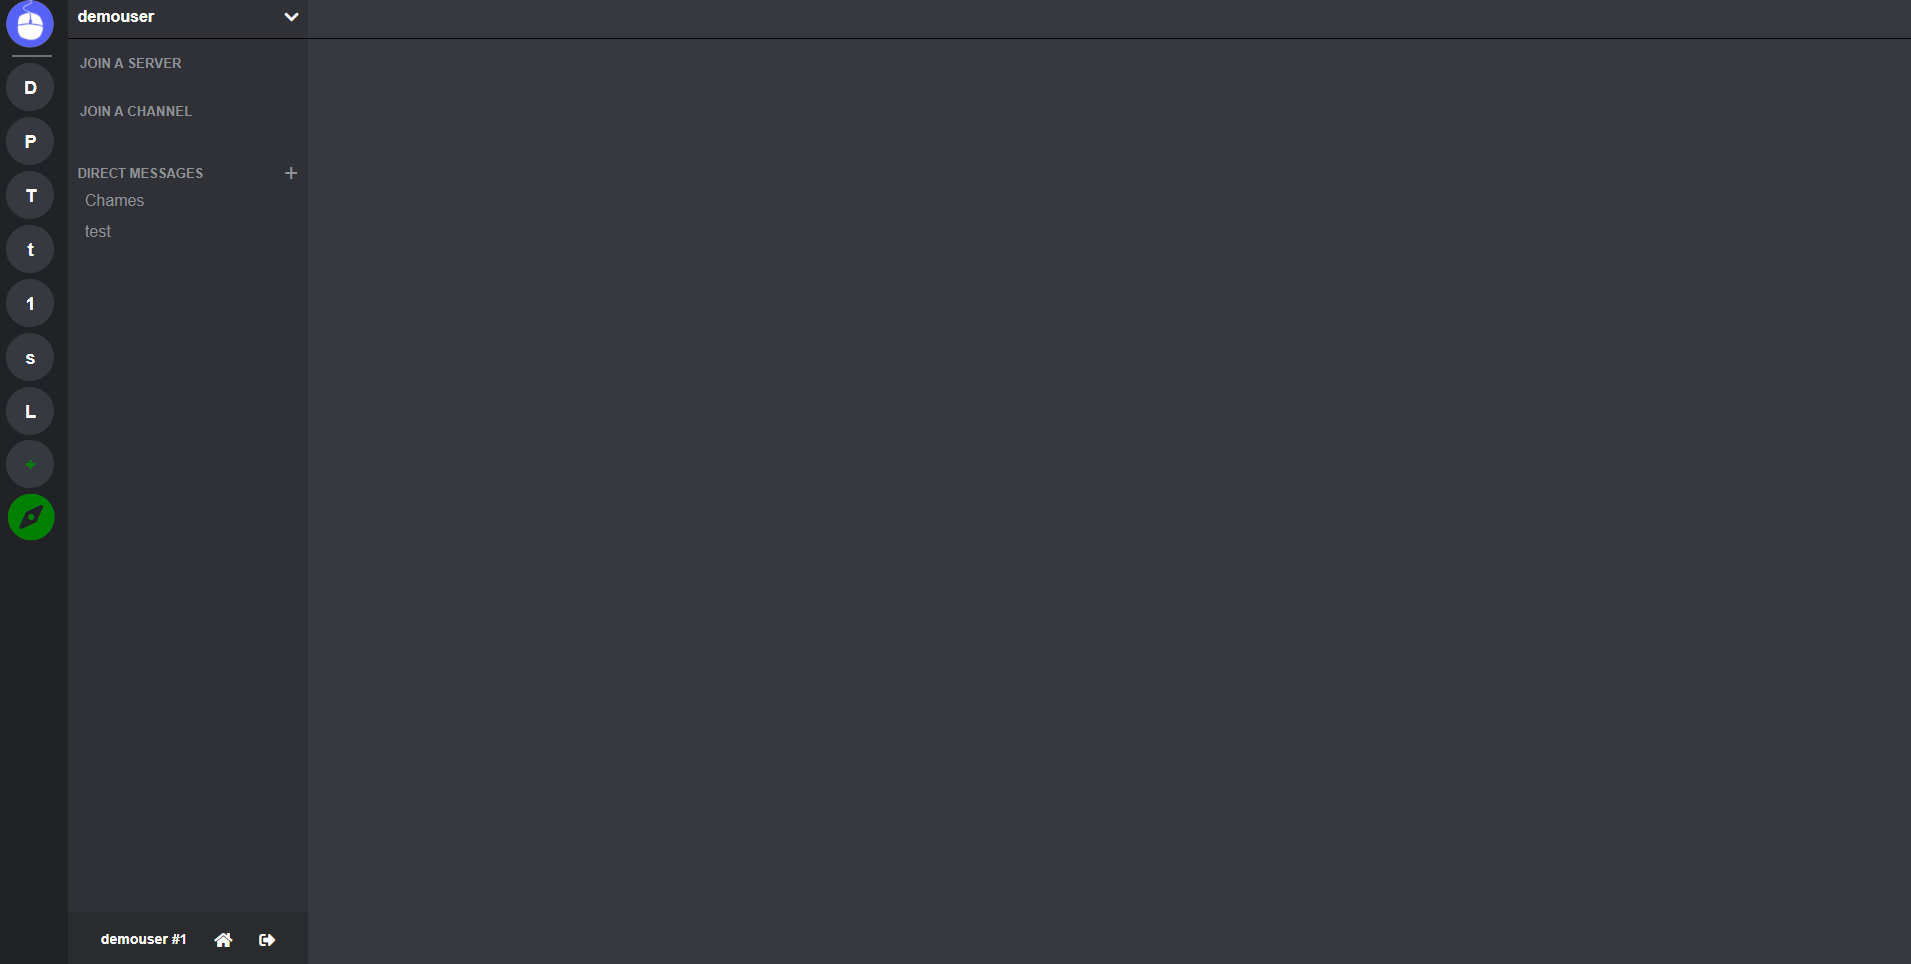 demouser
JOIN A SERVER
JOIN A CHANNEL
DIRECT MESSAGES +
Chames
test
D
P
T
t
1
s
L
+
demouser #1